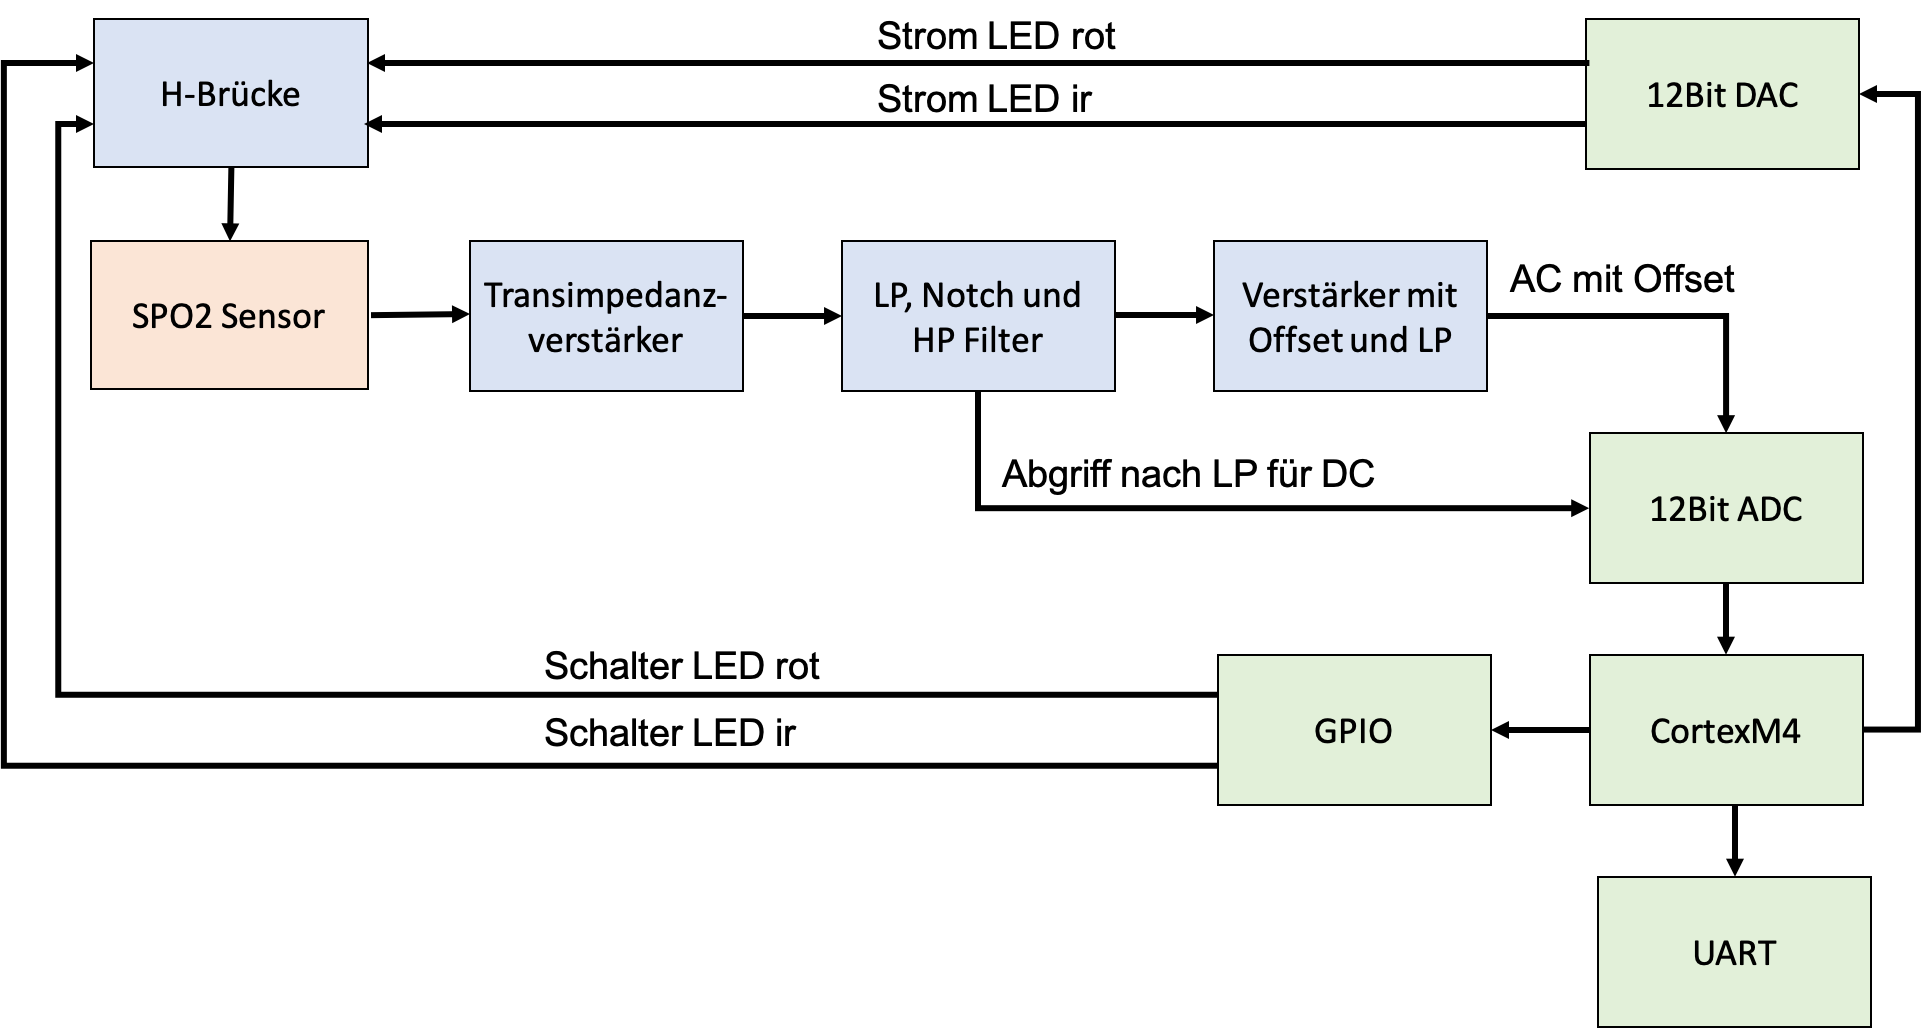 Strom LED rot
H-Brücke
Strom LED ir
12Bit DAC
SPO2 Sensor
Transimpedanz-
verstärker
LP, Notch und
HP Filter
Verstärker mit
Offset und LP
AC mit Offset
Abgriff nach LP für DC
12Bit ADC
Schalter LED rot
Schalter LED ir
GPIO
CortexM4
UART